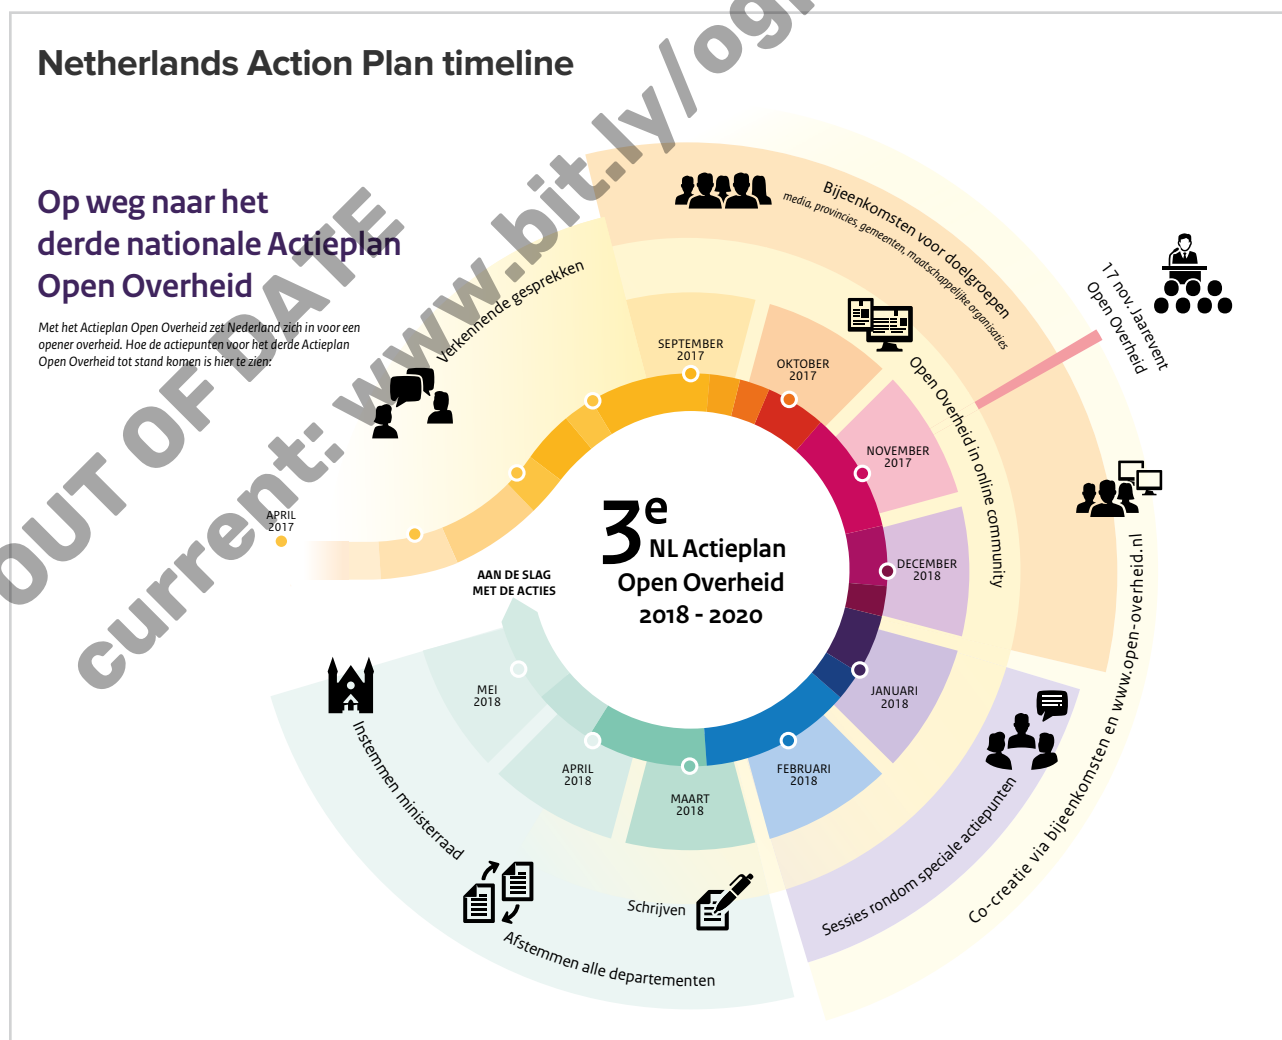 Netherlands Action Plan timeline
Op weg naar het
derde nationale Actieplan
Open Overheid
Met het Actieplan Open Overheid zet Nederland zich in voor een
opener overheid. Hoe de actiepunten voor het derde Actieplan
Open Overheid tot stand komen is hier te zien:
OUT OF DATE
current: www.bit.ly/ogp
APRIL
2017
Verkennende gesprekken
SEPTEMBER
2017
OKTOBER
2017
NOVEMBER
2017
DECEMBER
2018
JANUARI
2018
FEBRUARI
2018
MAART
2018
APRIL
2018
MEI
2018
Bijeenkomsten voor doelgroepen
media, provincies, gemeenten, maatschappelijke organisaties
17 nov. Jaarevent
Open Overheid
Open Overheid in online community
Co-creatie via bijeenkomsten en www.open-overheid.nl
Sessies rondom speciale actiepunten
Schrijven
Afstemmen alle departementen
Instemmen ministerraad
AAN DE SLAG
MET DE ACTIES
3e
NL Actieplan
Open Overheid
2018 - 2020